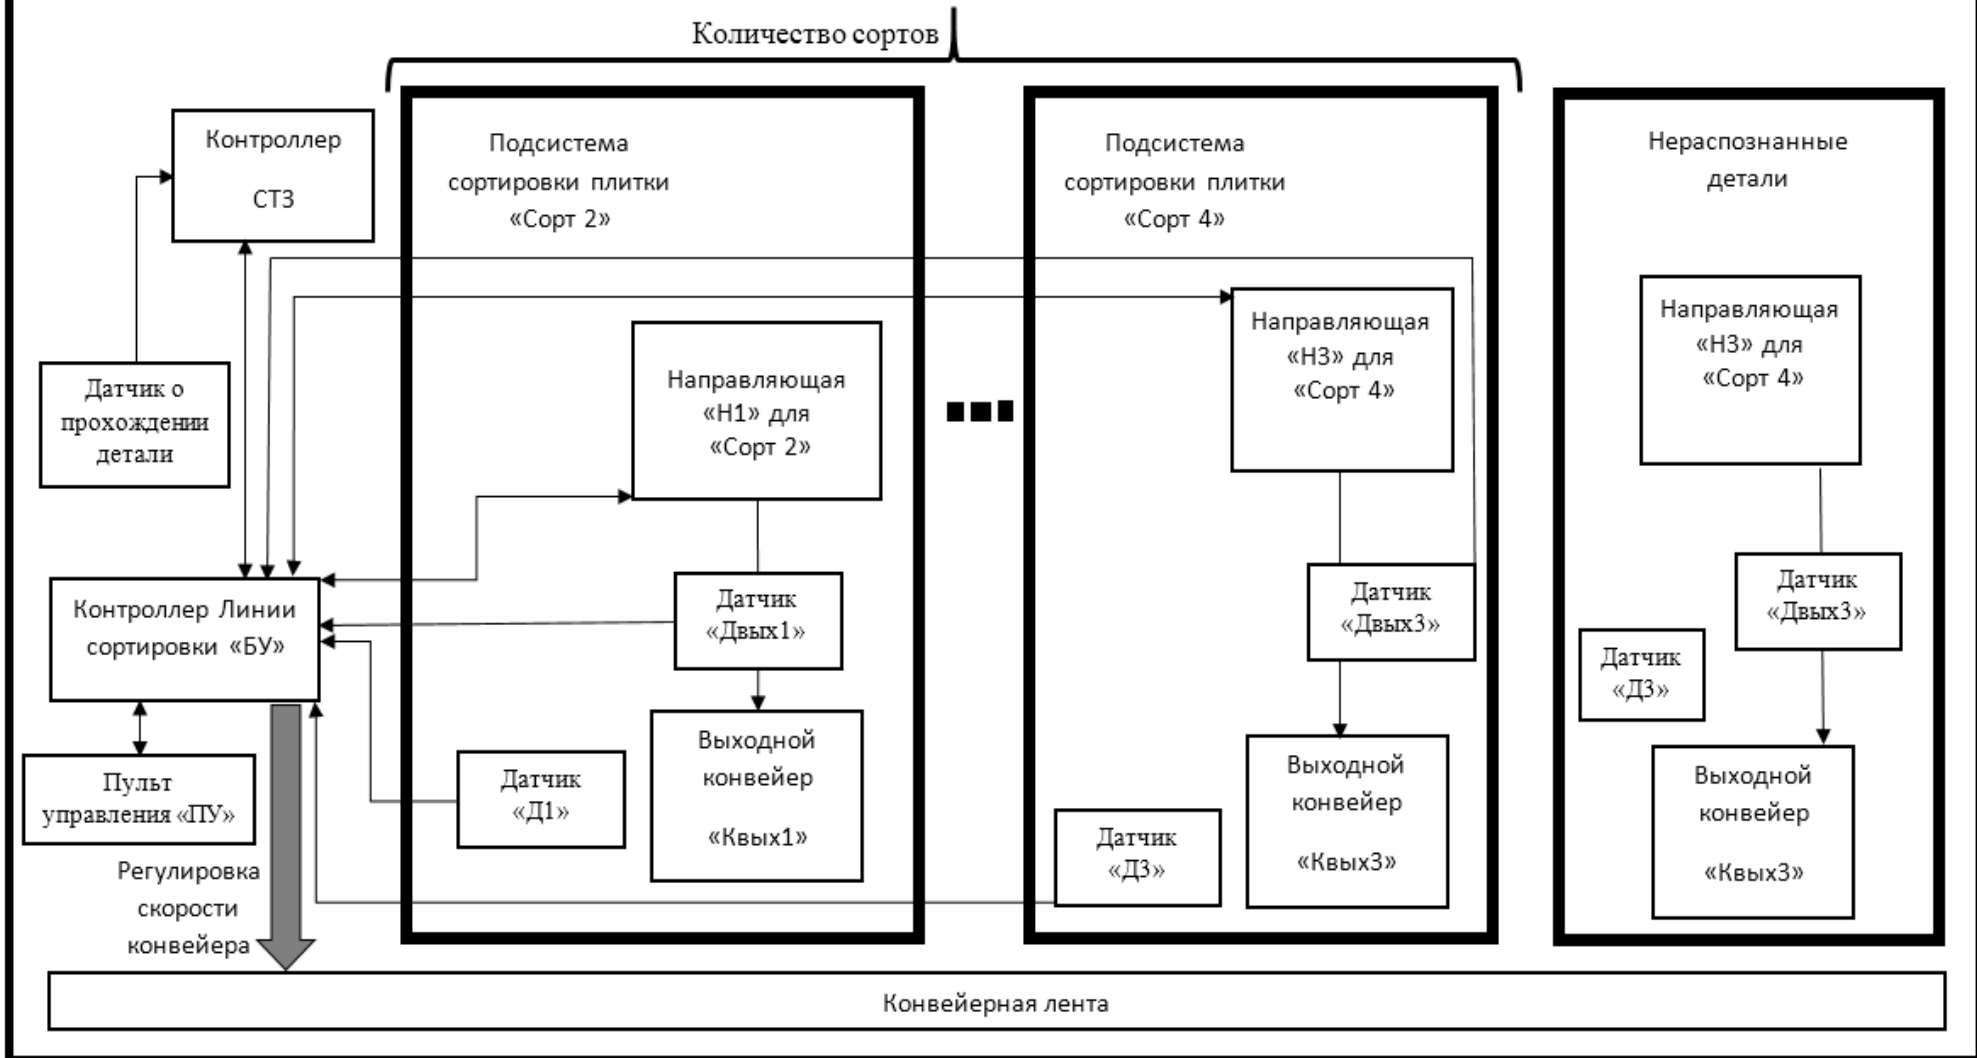 Количество сортов
Контроллер
СТЗ
Подсистема
сортировки плитки
«Сорт 2»
Подсистема
сортировки плитки
«Сорт 4»
Нераспознанные
детали
Датчик о
прохождении
детали
Направляющая
«Н1» для
«Сорт 2»
Направляющая
«Н3» для
«Сорт 4»
Направляющая
«Н3» для
«Сорт 4»
Контроллер Линии
сортировки «БУ»
Датчик
«Двых1»
Датчик
«Двых3»
Датчик
«Двых3»
Датчик
«Д3»
Пульт
управления «ПУ»
Датчик
«Д1»
Выходной
конвейер
«Квых1»
Датчик
«Д3»
Выходной
конвейер
«Квых3»
Выходной
конвейер
«Квых3»
Регулировка
скорости
конвейера
Конвейерная лента